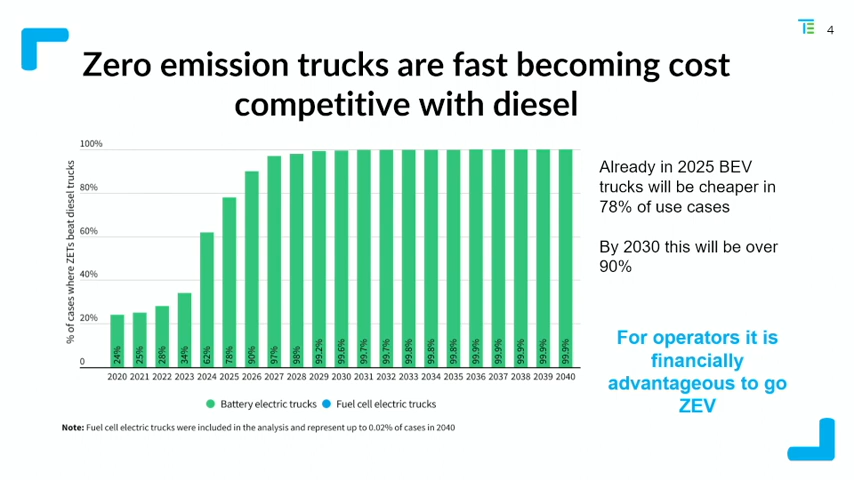 TE
4
Zero emission trucks are fast becoming cost
competitive with diesel
% of cases where ZETs beat diesel trucks
100%
80%
60%
40%
20%
0
24% 25% 28% 34% 62% 78% 90% 97% 98% 99.2% 99.6% 99.7% 99.7% 99.8% 99.8% 99.8% 99.9% 99.9% 99.9% 99.9% 99.9%
2020 2021 2022 2023 2024 2025 2026 2027 2028 2029 2030 2031 2032 2033 2034 2035 2036 2037 2038 2039 2040
Battery electric trucks Fuel cell electric trucks
Note: Fuel cell electric trucks were included in the analysis and represent up to 0.02% of cases in 2040
Already in 2025 BEV
trucks will be cheaper in
78% of use cases
By 2030 this will be over
90%
For operators it is
financially
advantageous to go
ZEV